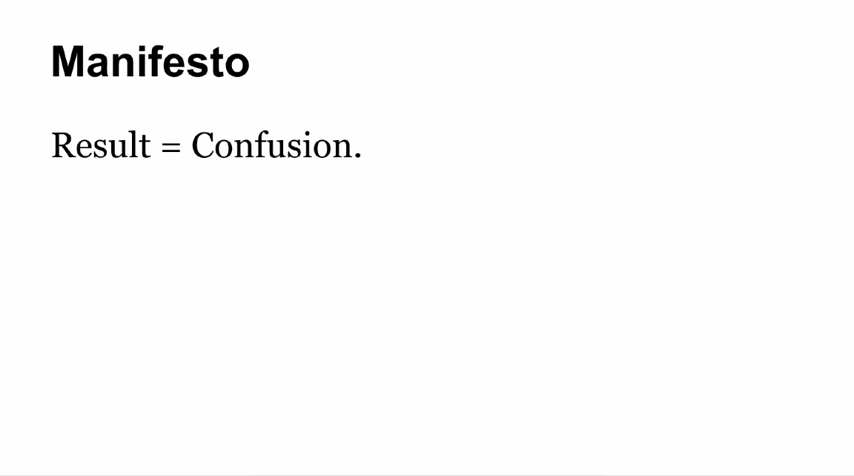 Manifesto
Result = Confusion.